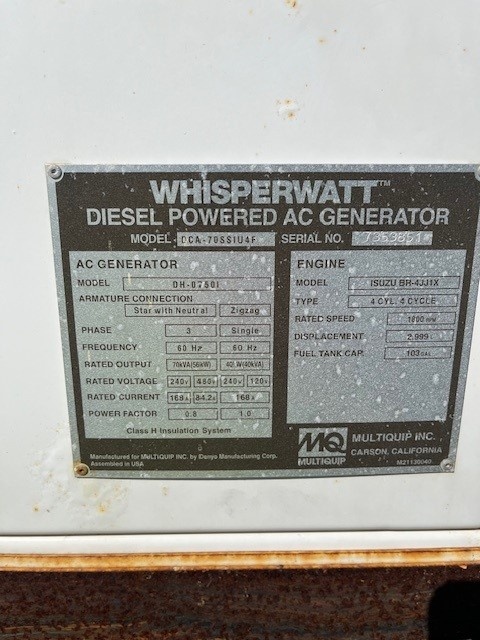 WHISPERWATT™
DIESEL POWERED AC GENERATOR
MODEL DCA-70SSIU4F SERIAL NO.
AC GENERATOR
MODEL DH-0750I
ARMATURE CONNECTION
Star with Neutral Zigzag
PHASE 3 Single
FREQUENCY 60 Hz 60 Hz
RATED OUTPUT 70kVA(56kW) (40kVA)
RATED VOLTAGE 240V 480V 240V 120V
RATED CURRENT 168A 84.2A 168A
POWER FACTOR 0.8 1.0
Class H Insulation System
ENGINE
MODEL ISUZU BR-4JJ1X
TYPE 4 CYL, 4 CYCLE
RATED SPEED 1800 RPM
DISPLACEMENT 2.999
FUEL TANK CAP. 103 GAL
Manufactured for MULTIQUIP INC. by Denyo Manufacturing Corp.
Assembled in USA
MQ
MULTIQUIP
MULTIQUIP INC.
CARSON, CALIFORNIA
M21130040